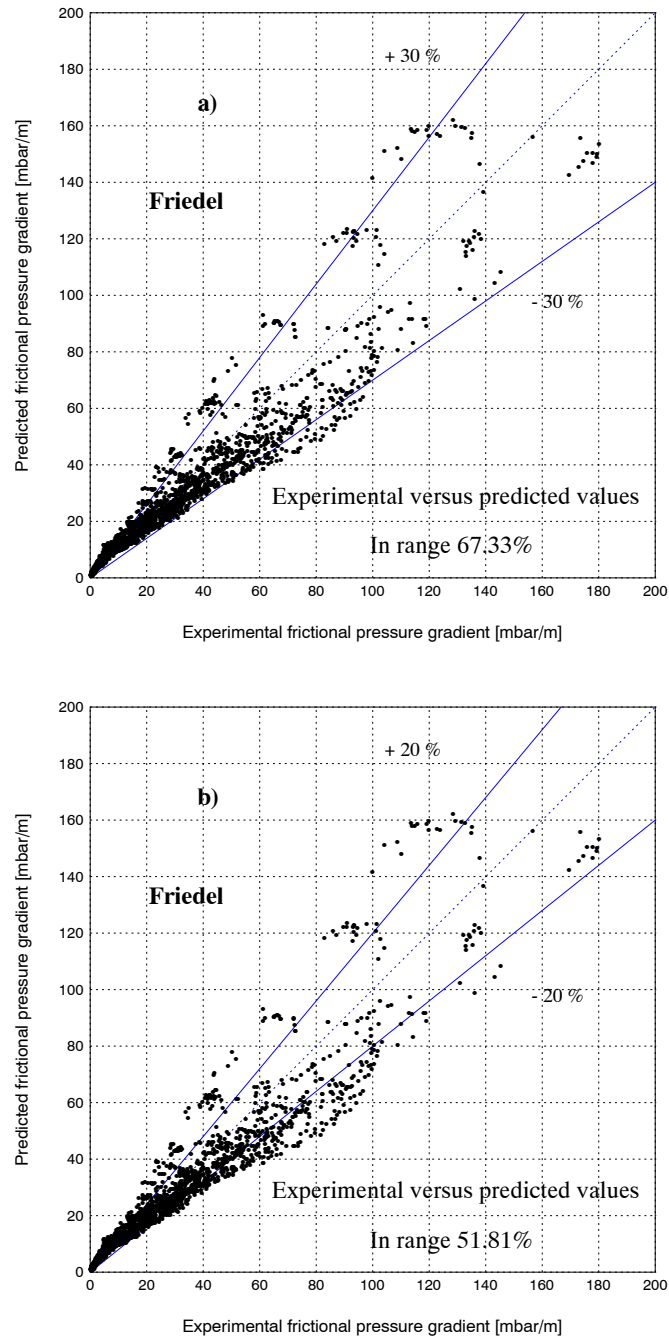 200
180
160
140
120
100
80
60
40
20
0
Predicted frictional pressure gradient [mbar/m]
+ 30 %
a)
Friedel
- 30 %
Experimental versus predicted values
In range 67.33%
0 20 40 60 80 100 120 140 160 180 200
Experimental frictional pressure gradient [mbar/m]
200
180
160
140
120
100
80
60
40
20
0
Predicted frictional pressure gradient [mbar/m]
+ 20 %
b)
Friedel
- 20 %
Experimental versus predicted values
In range 51.81%
0 20 40 60 80 100 120 140 160 180 200
Experimental frictional pressure gradient [mbar/m]